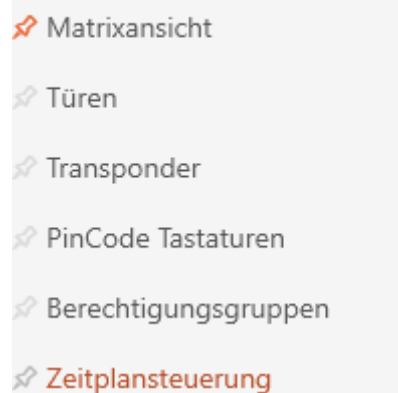 Matrixansicht
Türen
Transponder
PinCode Tastaturen
Berechtigungsgruppen
Zeitplansteuerung